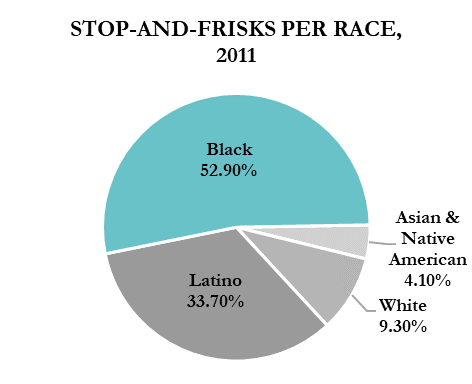 STOP-AND-FRISKS PER RACE,
2011
Black
52.90%
Asian &
Native
American
4.10%
Latino
33.70%
White
9.30%